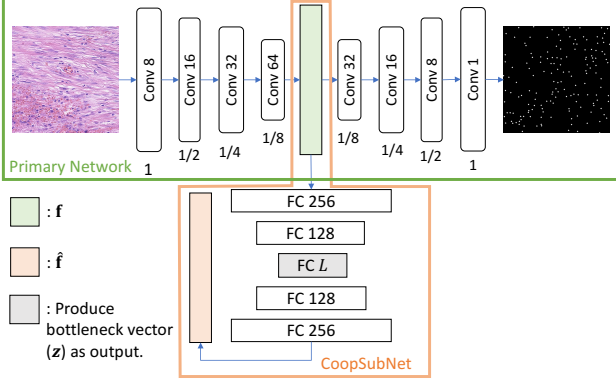 Conv 8
Conv 16
Conv 32
Conv 64
Conv 32
Conv 16
Conv 8
Conv 1
1
1/2
1/4
1/8
1/8
1/4
1/2
1
Primary Network
: f
: f̂
: Produce
bottleneck vector
(z) as output.
FC 256
FC 128
FC L
FC 128
FC 256
CoopSubNet